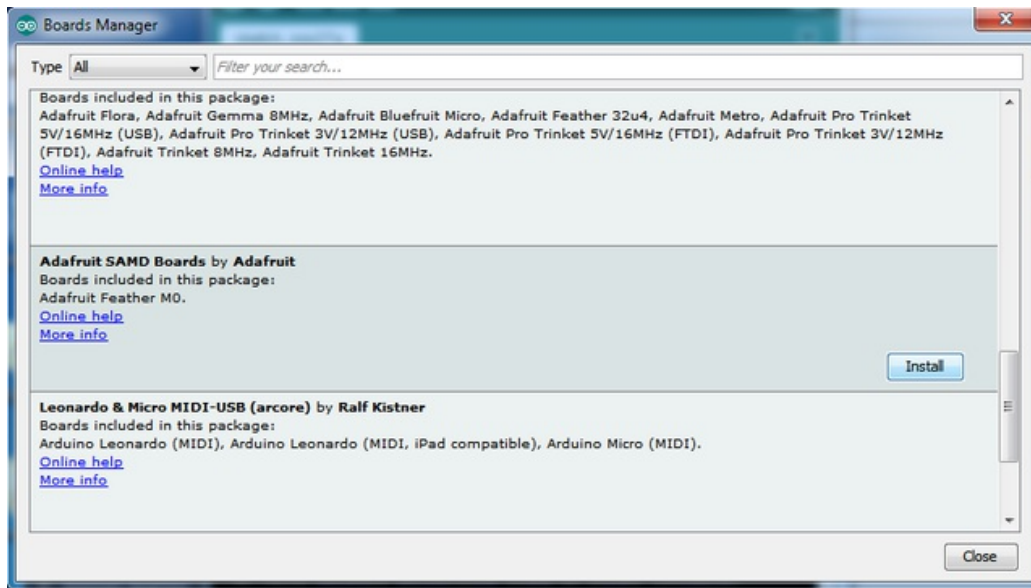 Boards Manager
Type All Filter your search...
Boards included in this package:
Adafruit Flora, Adafruit Gemma 8MHz, Adafruit Bluefruit Micro, Adafruit Feather 32u4, Adafruit Metro, Adafruit Pro Trinket
5V/16MHz (USB), Adafruit Pro Trinket 3V/12MHz (USB), Adafruit Pro Trinket 5V/16MHz (FTDI), Adafruit Pro Trinket 3V/12MHz
(FTDI), Adafruit Trinket 8MHz, Adafruit Trinket 16MHz.
Online help
More info
Adafruit SAMD Boards by Adafruit
Boards included in this package:
Adafruit Feather M0.
Online help
More info
Install
Leonardo & Micro MIDI-USB (arcore) by Ralf Kistner
Boards included in this package:
Arduino Leonardo (MIDI), Arduino Leonardo (MIDI, iPad compatible), Arduino Micro (MIDI).
Online help
More info
Close